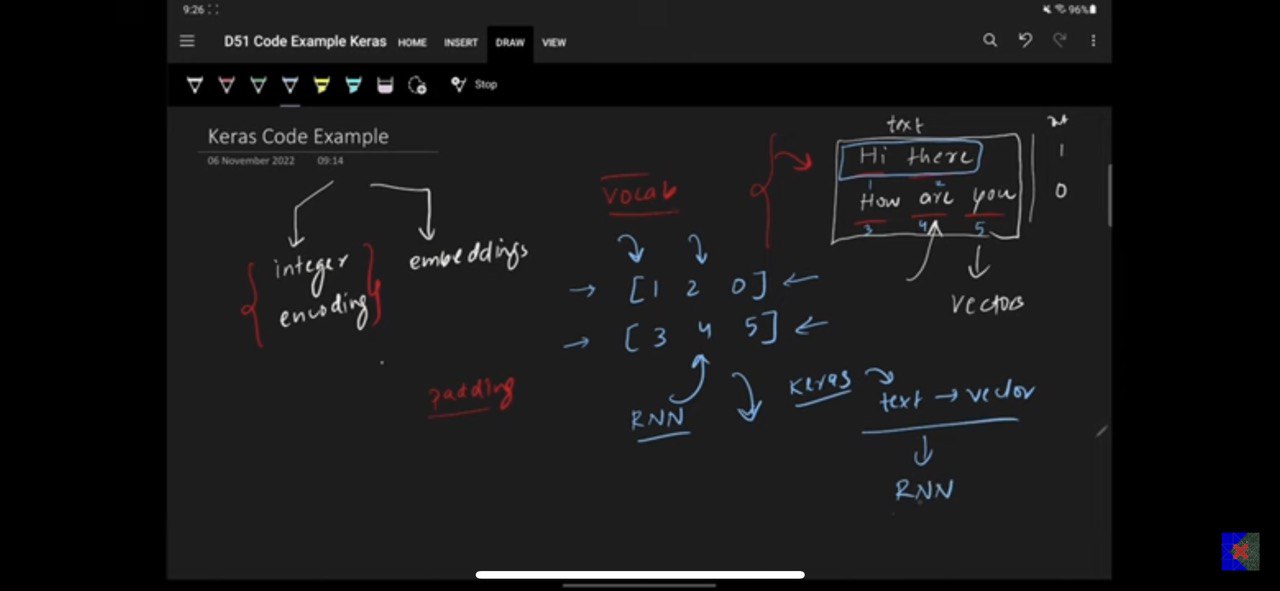 9:26
96%
D51 Code Example Keras HOME INSERT DRAW VIEW
Stop
Keras Code Example
06 November 2022 09:14
integer
encoding
embeddings
padding
Vocab
[1 2 0]
[3 4 5]
RNN
Keras
text → vector
RNN
text
Hi there 1
1 2
How are you 0
3 4 5
vectors